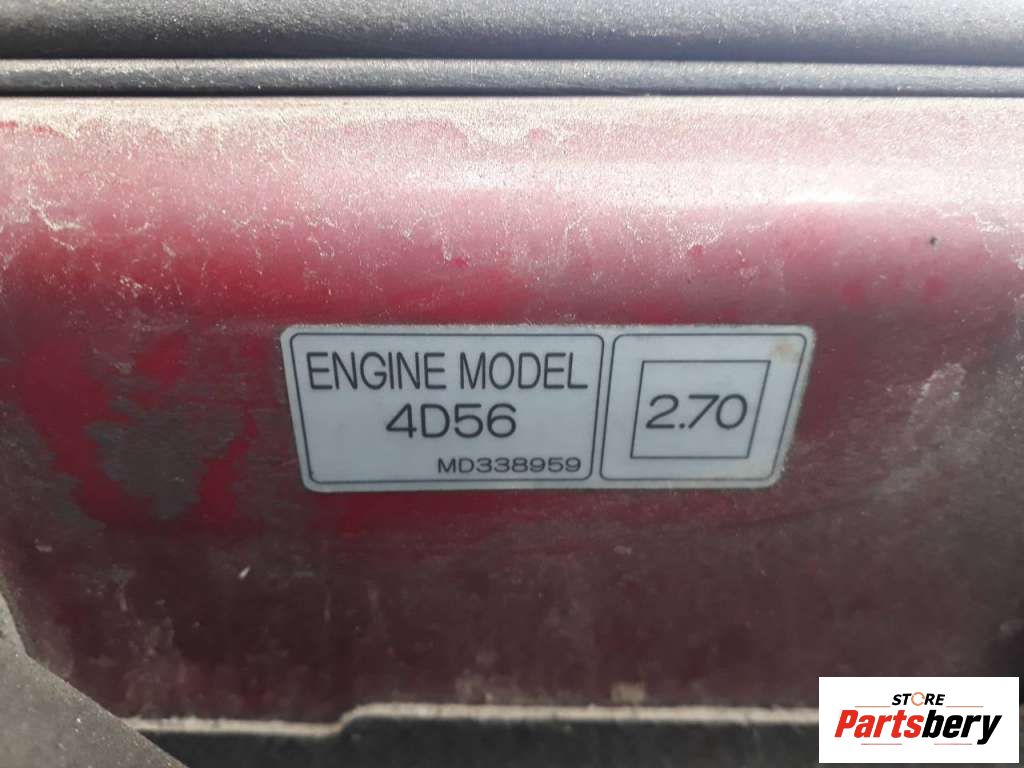 ENGINE MODEL
4D56
MD338959
2.70
STORE
Partsbery